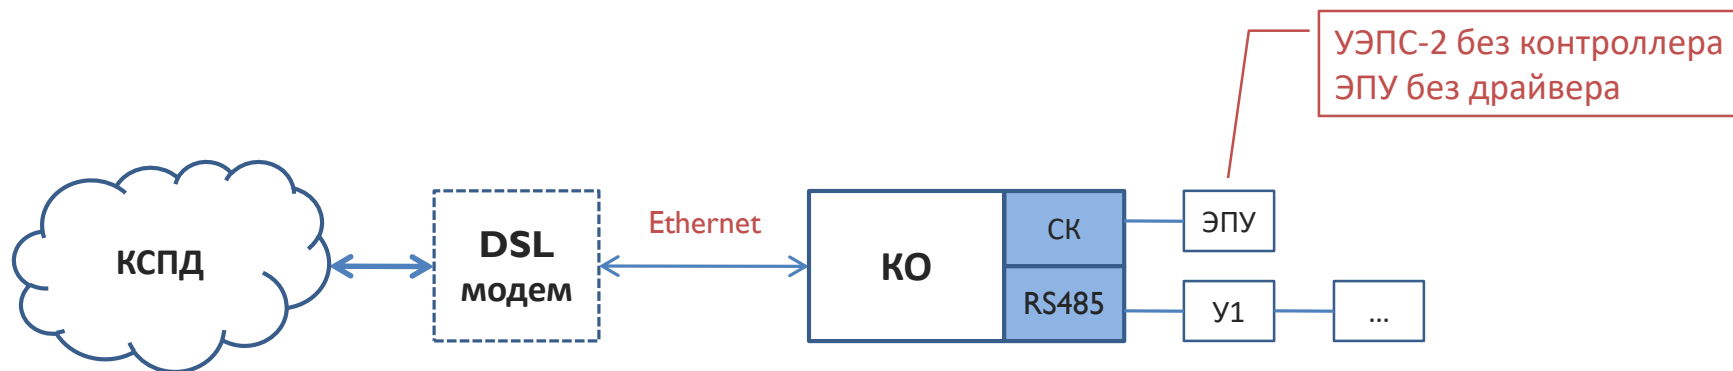 УЭПС-2 без контроллера
ЭПУ без драйвера
КСПД
DSL
модем
Ethernet
КО
СК
RS485
ЭПУ
У1
...